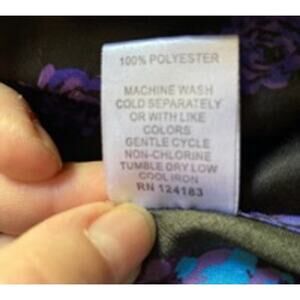 100% POLYESTER
MACHINE WASH
COLD SEPARATELY
OR WITH LIKE
COLORS
GENTLE CYCLE
NON-CHLORINE
TUMBLE DRY LOW
COOL IRON
RN 124183